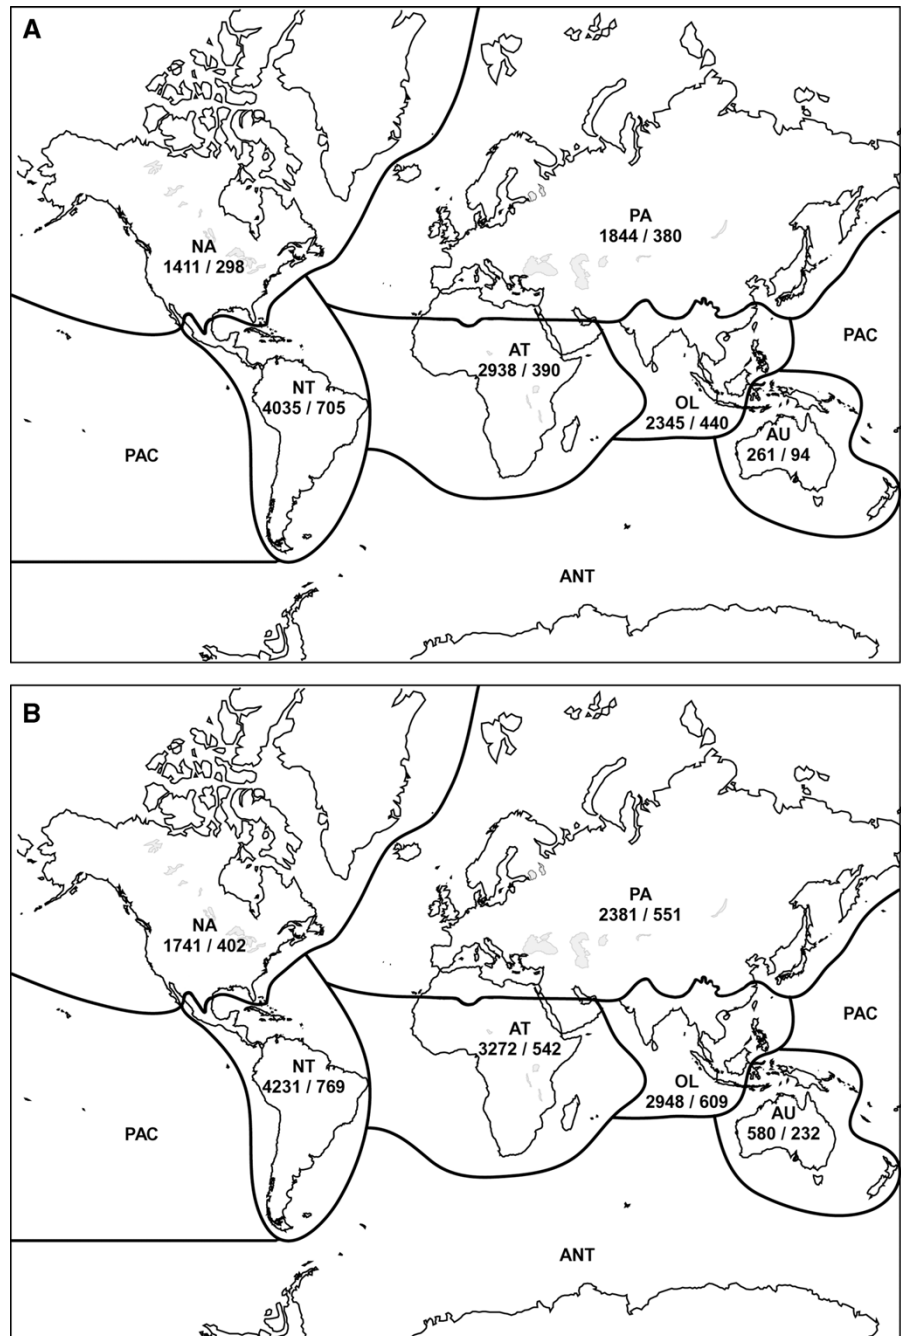 A
PA
1844 / 380
NA
1411 / 298
PAC
AT
2938 / 390
NT
4035 / 705
OL
2345 / 440
AU
261 / 94
PAC
ANT
B
PA
2381 / 551
NA
1741 / 402
PAC
AT
3272 / 542
NT
4231 / 769
OL
2948 / 609
AU
580 / 232
PAC
ANT